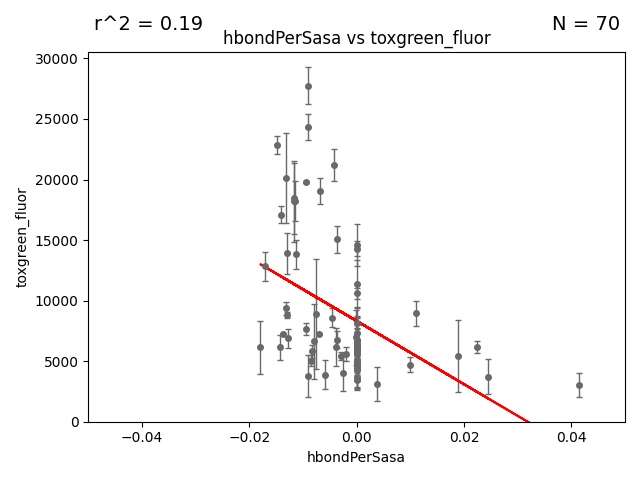 r^2 = 0.19
N = 70
hbondPerSasa vs toxgreen_fluor
30000
25000
20000
15000
10000
5000
0
toxgreen_fluor
−0.04
−0.02
0.00
0.02
0.04
hbondPerSasa